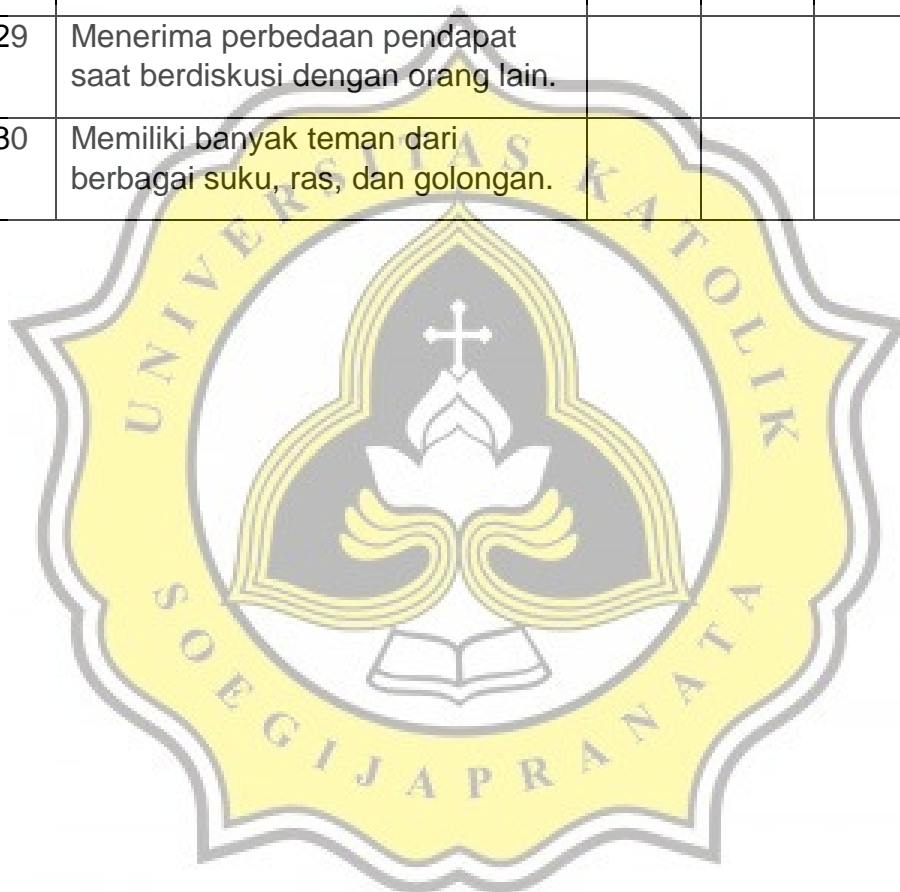 29 Menerima perbedaan pendapat
saat berdiskusi dengan orang lain.
30 Memiliki banyak teman dari
berbagai suku, ras, dan golongan.
UNIVERSITAS KATOLIK
SOEGIJAPRANATA